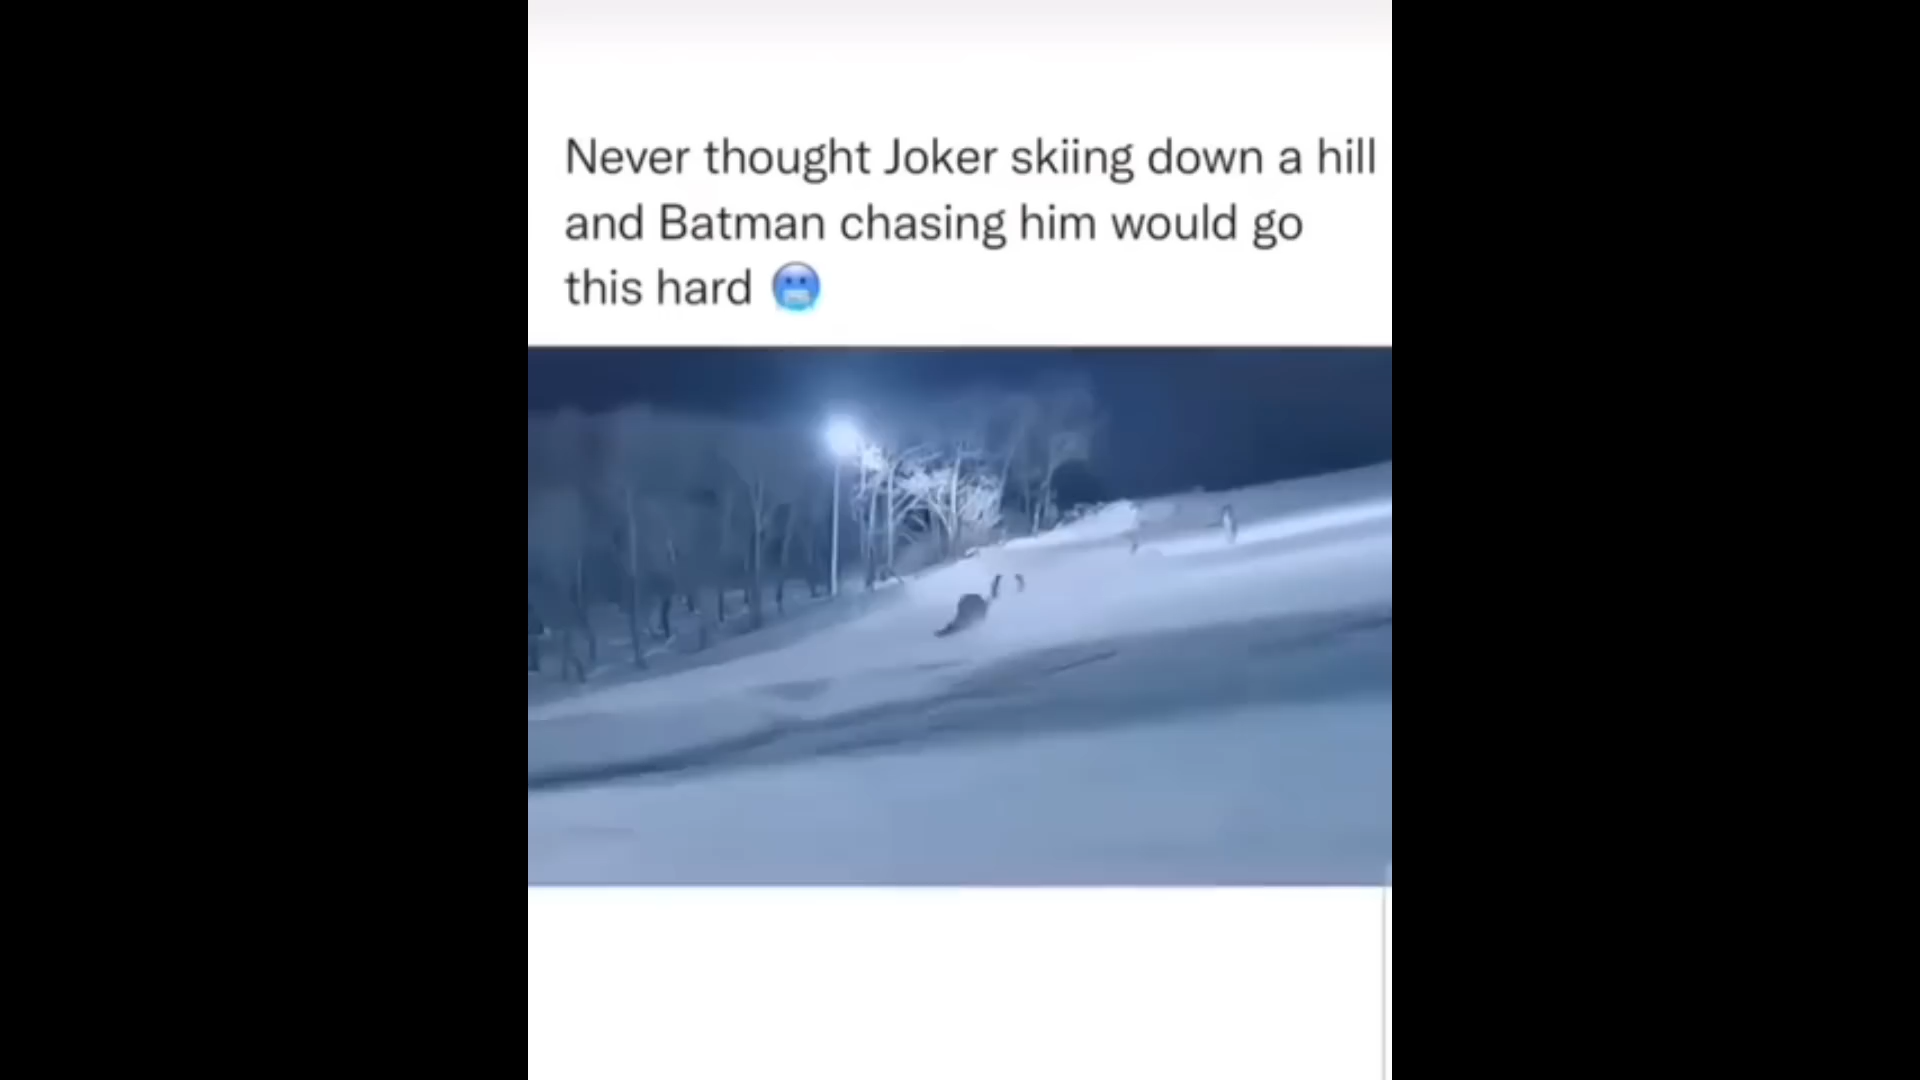 Never thought Joker skiing down a hill
and Batman chasing him would go
this hard 🥶